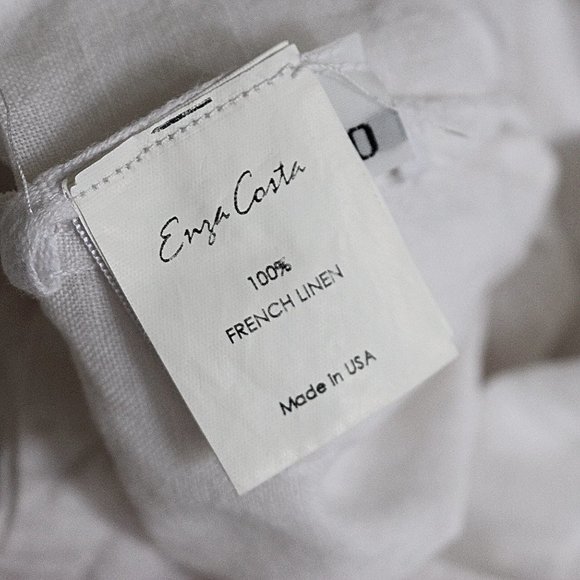 Enza Costa
100%
FRENCH LINEN
Made in USA